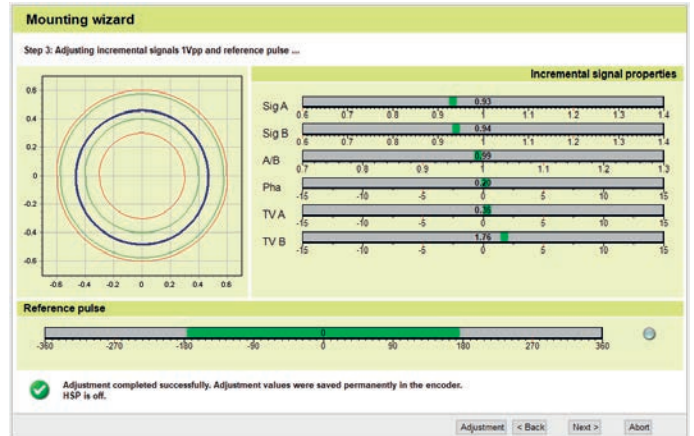 Mounting wizard
Step 3: Adjusting incremental signals 1Vpp and reference pulse ...
Incremental signal properties
0.6
0.4
0.2
0
-0.2
-0.4
-0.6
-0.6 -0.4 -0.2 0 0.2 0.4 0.6
Sig A 0.93
0.6 0.7 0.8 0.9 1 1.1 1.2 1.3 1.4
Sig B 0.94
0.6 0.7 0.8 0.9 1 1.1 1.2 1.3 1.4
A/B 0.99
0.7 0.8 0.9 1 1.1 1.2 1.3
Pha 0.20
-15 -10 -5 0 5 10 15
TV A
-15 -10 -5 0 5 10 15
TV B 1.76
-15 -10 -5 0 5 10 15
Reference pulse
0
-360 -270 -180 -90 0 90 180 270 360
Adjustment completed successfully. Adjustment values were saved permanently in the encoder.
HSP is off.
Adjustment < Back Next > Abort